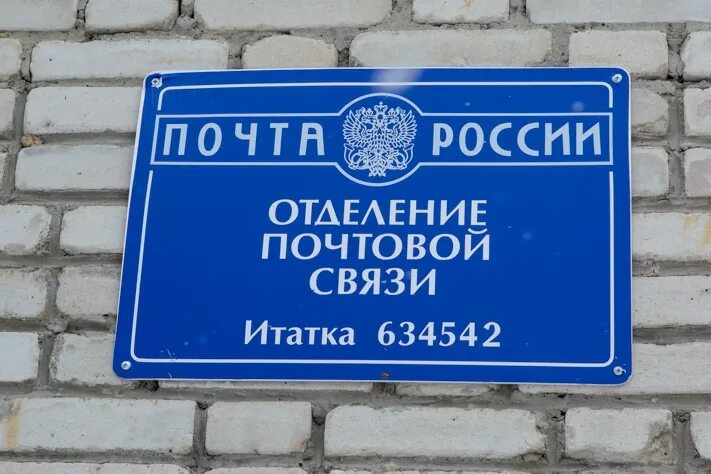 ПОЧТА РОССИИ
ОТДЕЛЕНИЕ
ПОЧТОВОЙ
СВЯЗИ
Итатка 634542